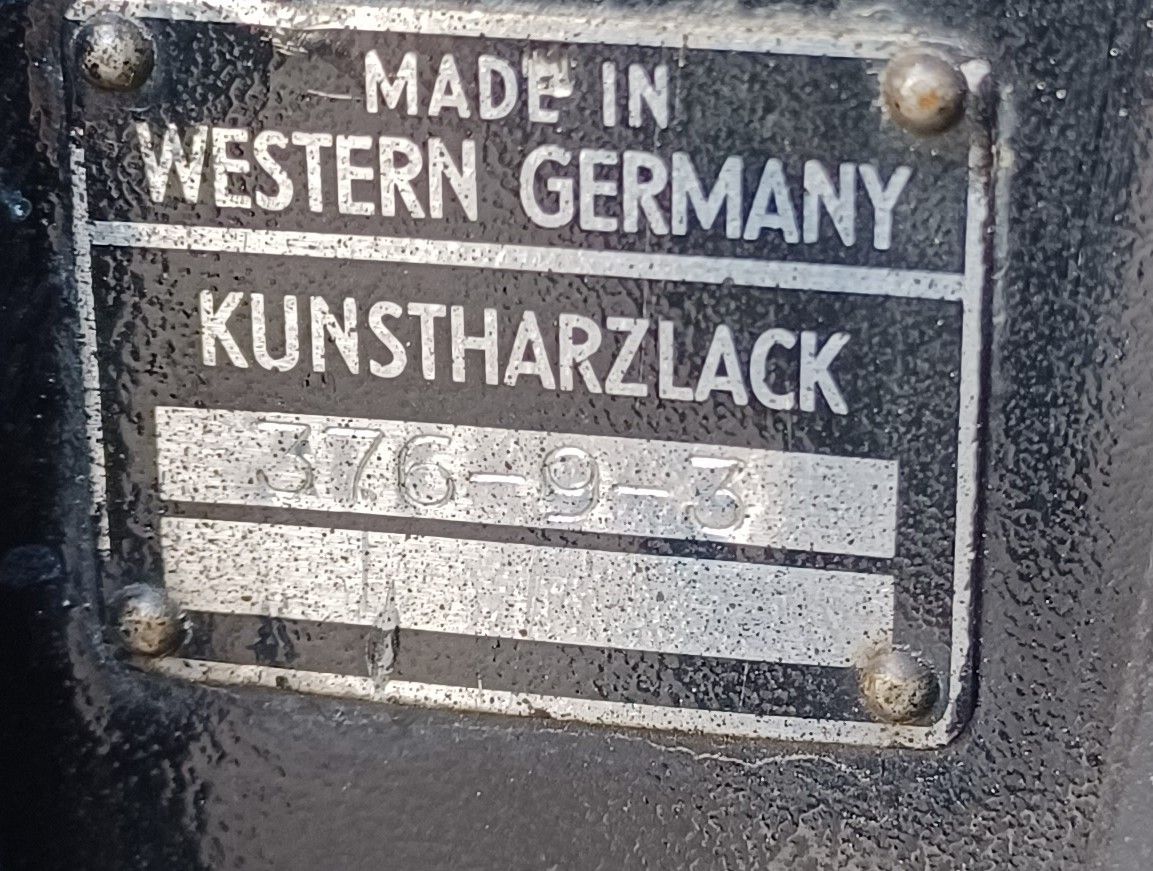 MADE IN
WESTERN GERMANY
KUNSTHARZLACK
376-9-3